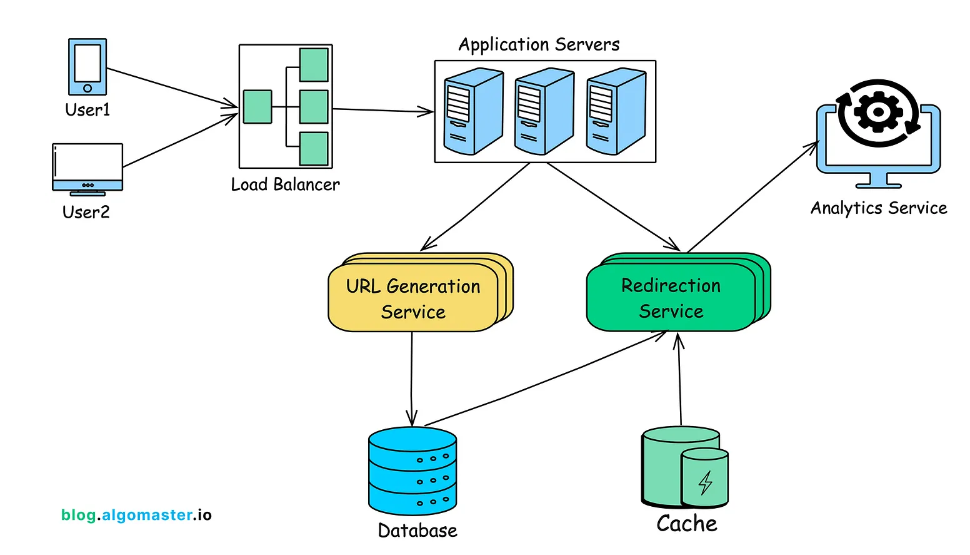 Application Servers
User1
Load Balancer
User2
Analytics Service
URL Generation
Service
Redirection
Service
Database
Cache
blog.algomaster.io